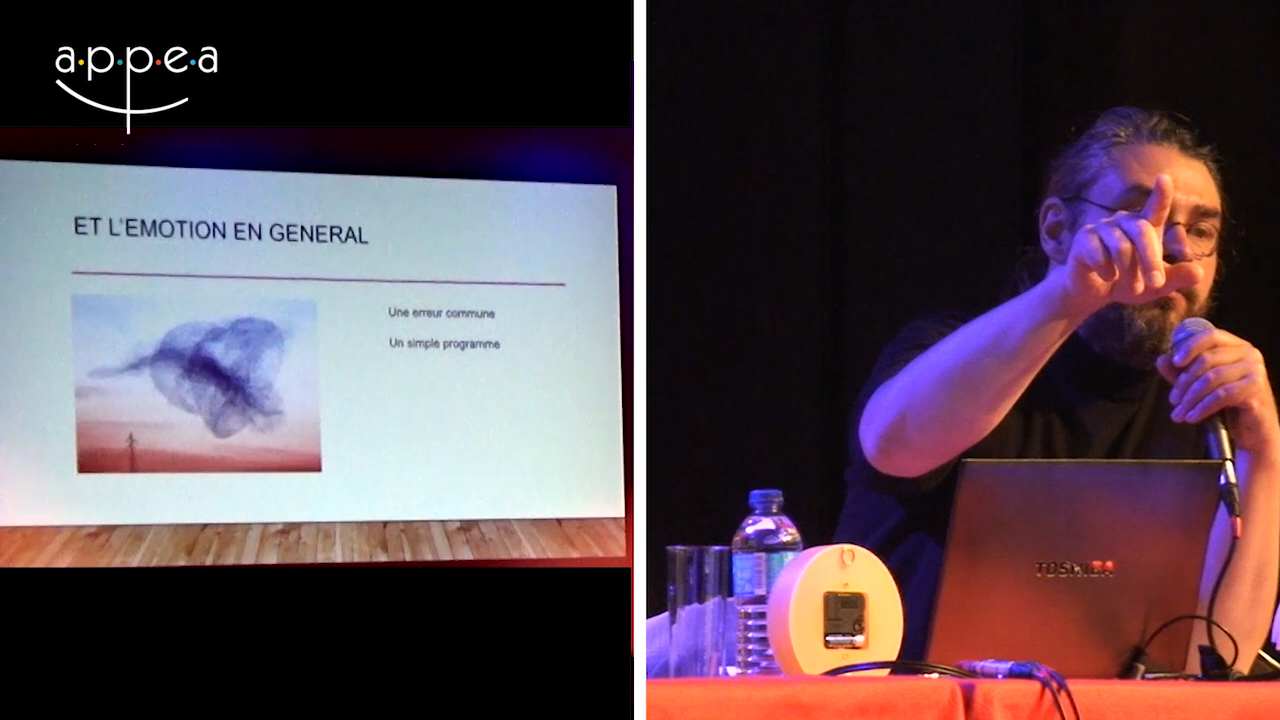 a·p·p·e·a
ET L'EMOTION EN GENERAL
Une erreur commune
Un simple programme
TOSHIBA